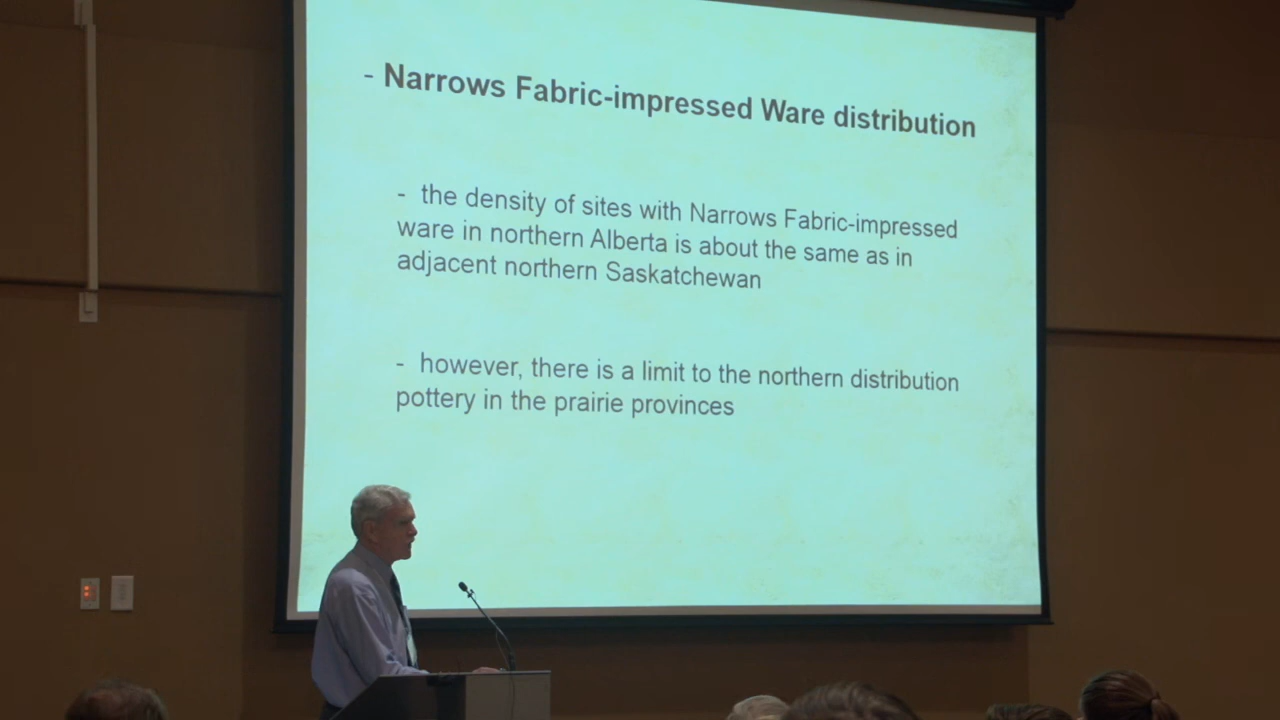 - Narrows Fabric-impressed Ware distribution
- the density of sites with Narrows Fabric-impressed
ware in northern Alberta is about the same as in
adjacent northern Saskatchewan
- however, there is a limit to the northern distribution
pottery in the prairie provinces